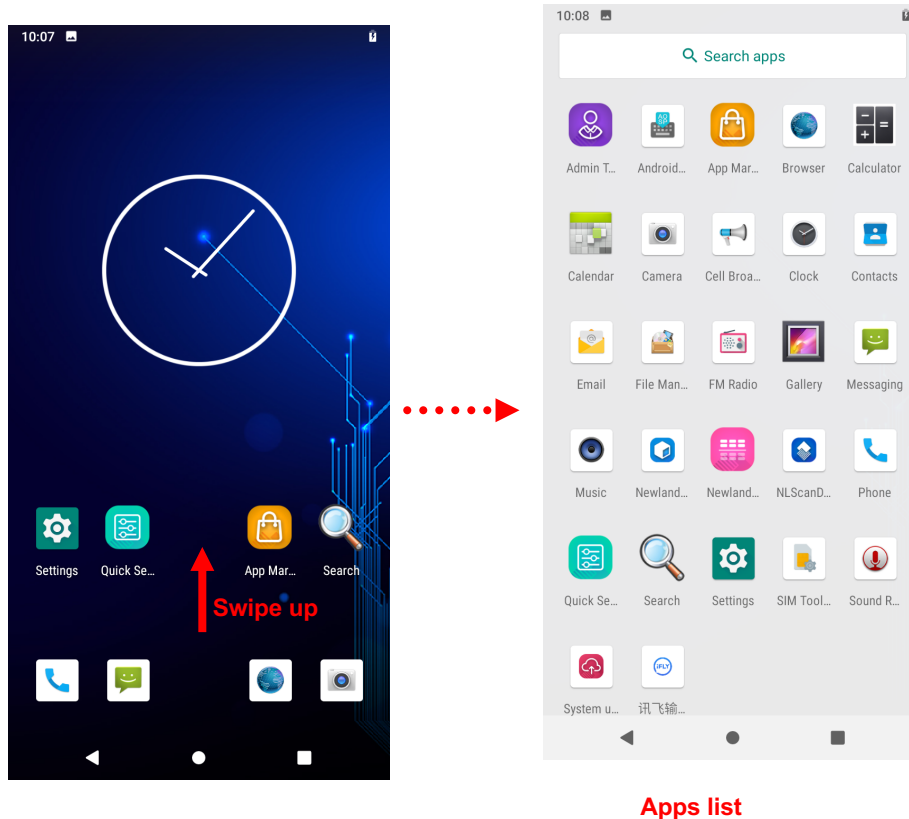 10:07
Settings
Quick Se...
App Mar...
Search
Swipe up
10:08
Search apps
Admin T...
Android...
App Mar...
Browser
Calculator
Calendar
Camera
Cell Broa...
Clock
Contacts
Email
File Man...
FM Radio
Gallery
Messaging
Music
Newland...
Newland...
NLScanD...
Phone
Quick Se...
Search
Settings
SIM Tool...
Sound R...
iFLY
System u...
讯飞输...
Apps list